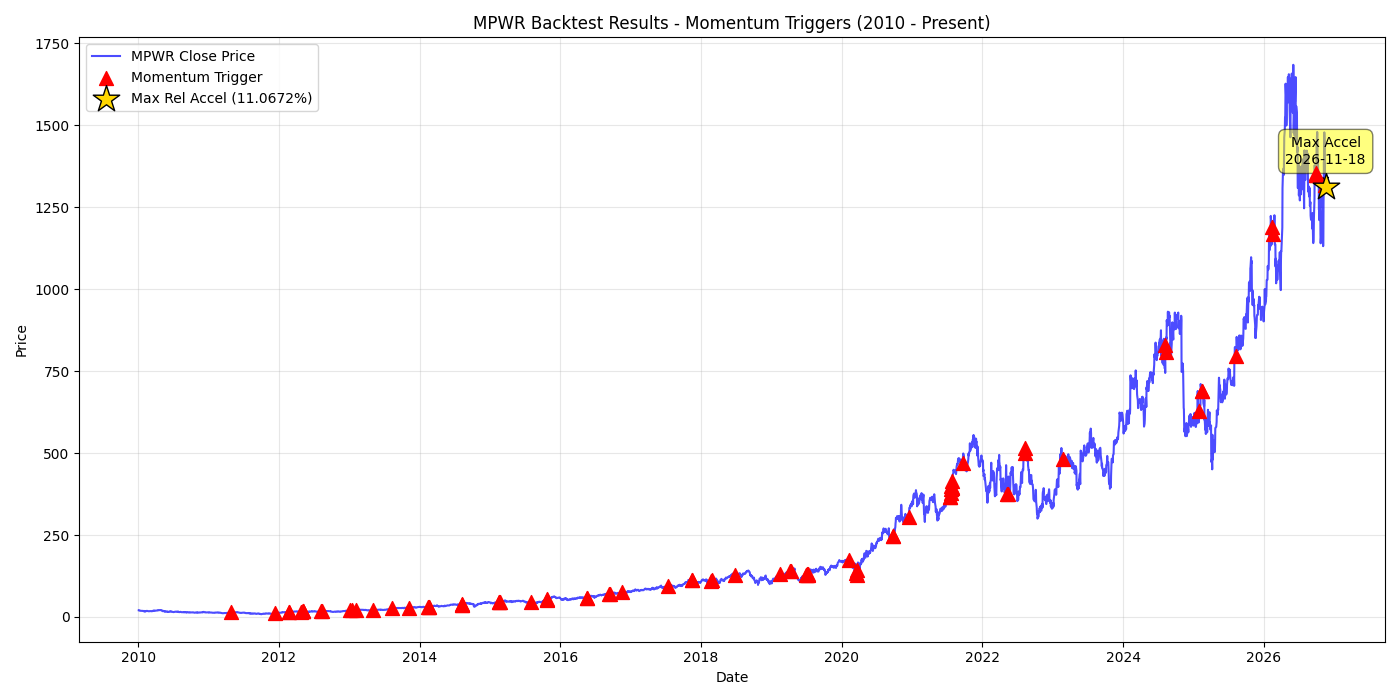 MPWR Backtest Results - Momentum Triggers (2010 - Present)
MPWR Close Price
Momentum Trigger
Max Rel Accel (11.0672%)
Max Accel
2026-11-18
Price
1750
1500
1250
1000
750
500
250
0
2010 2012 2014 2016 2018 2020 2022 2024 2026
Date